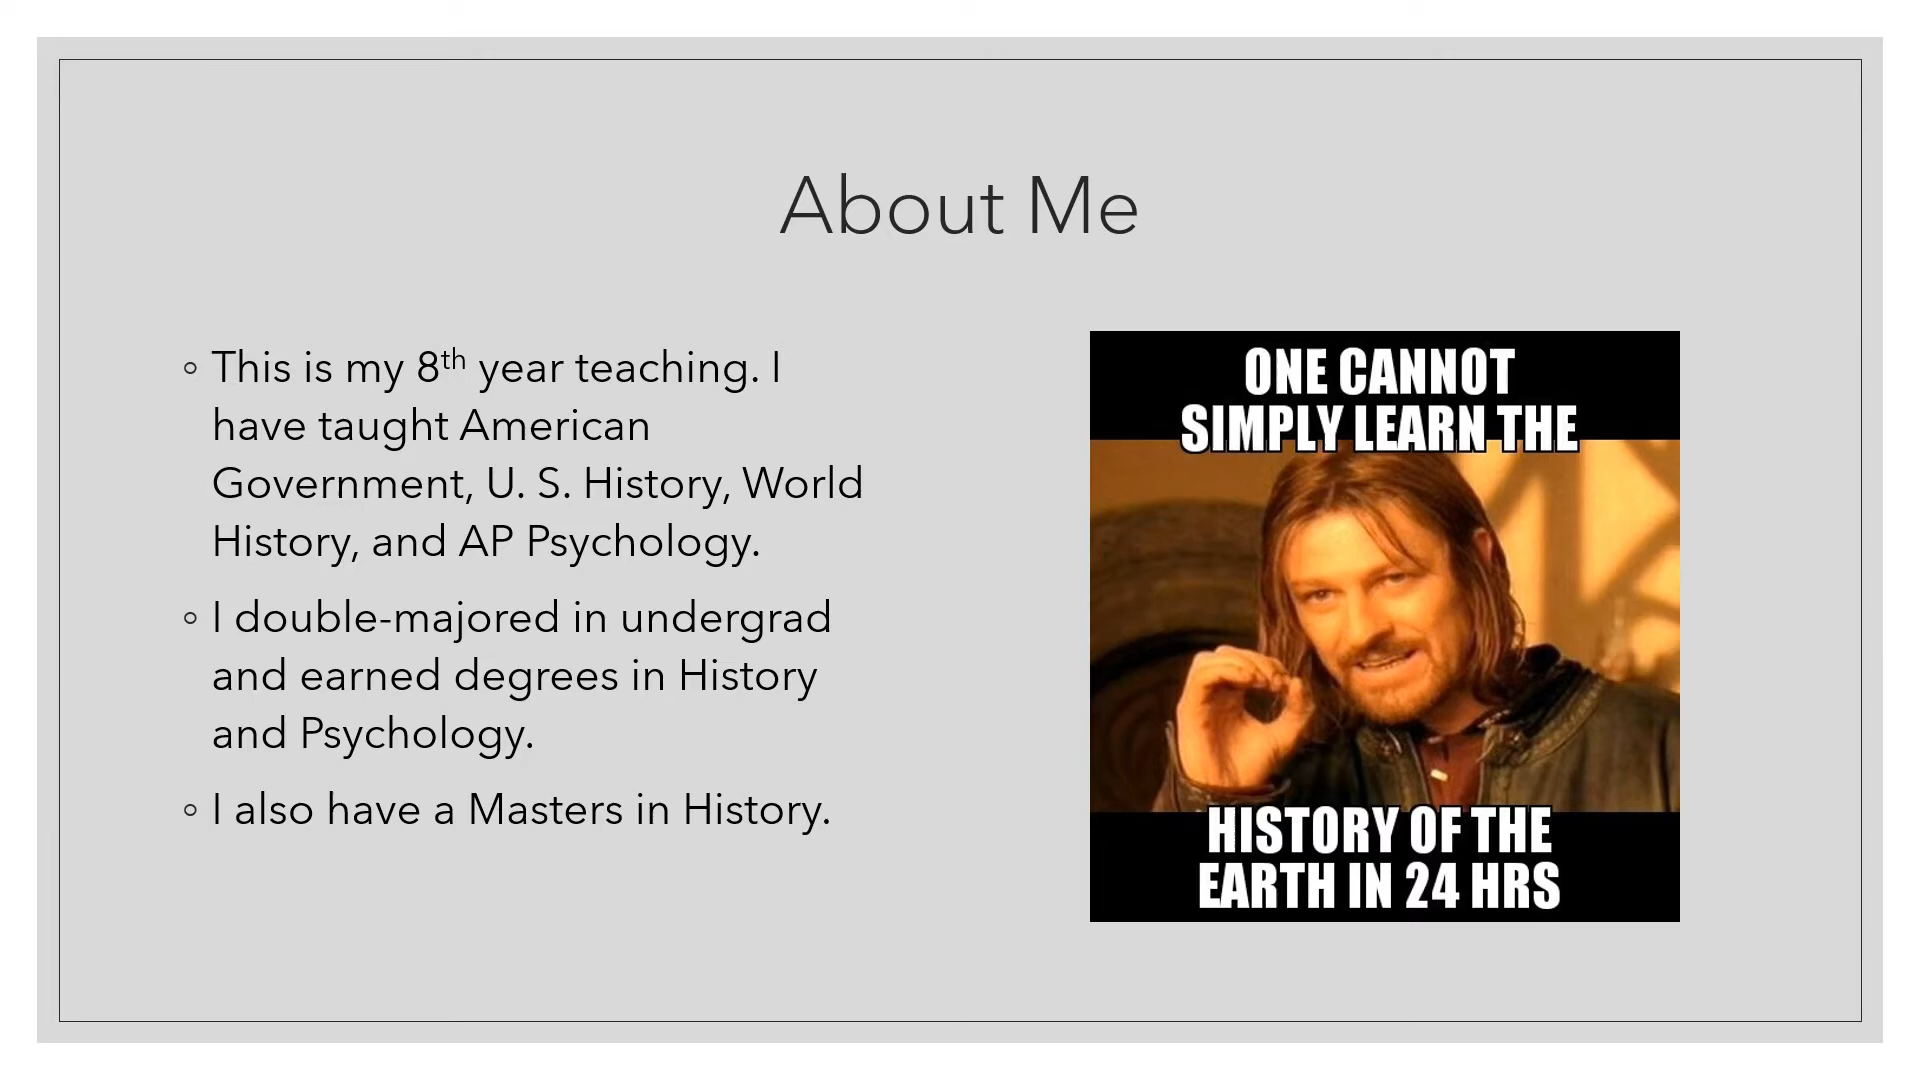 About Me
◦ This is my 8th year teaching. I
have taught American
Government, U. S. History, World
History, and AP Psychology.
◦ I double-majored in undergrad
and earned degrees in History
and Psychology.
◦ I also have a Masters in History.
ONE CANNOT
SIMPLY LEARN THE
HISTORY OF THE
EARTH IN 24 HRS